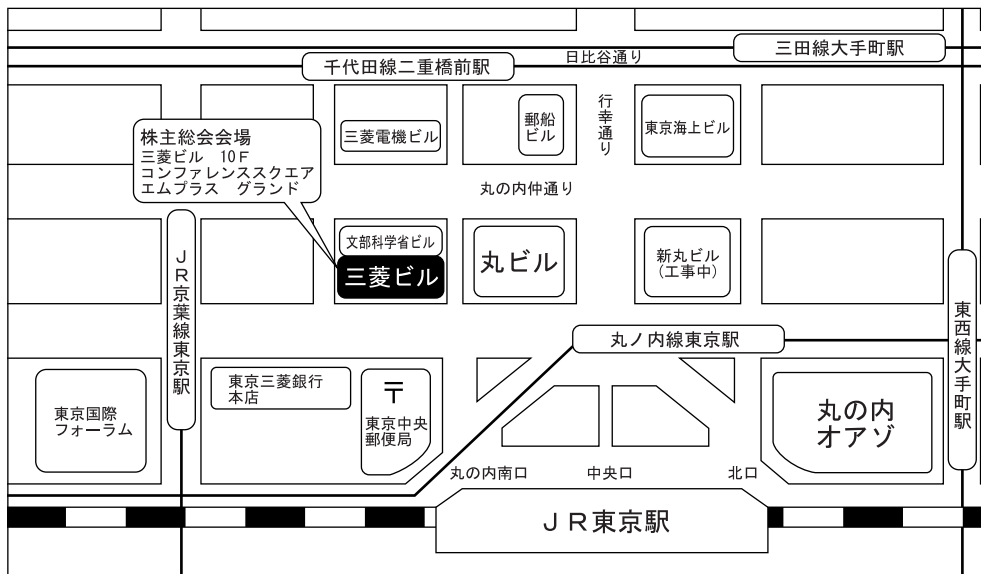 三田線大手町駅
日比谷通り
千代田線二重橋前駅
株主総会会場
三菱ビル 10F
コンファレンススクエア
エムプラス グランド
三菱電機ビル
郵船
ビル
行幸通り
東京海上ビル
丸の内仲通り
文部科学省ビル
三菱ビル
丸ビル
新丸ビル
(工事中)
JR京葉線東京駅
丸ノ内線東京駅
東西線大手町駅
東京国際
フォーラム
東京三菱銀行
本店
〒
東京中央
郵便局
丸の内
オアゾ
丸の内南口
中央口
北口
JR東京駅